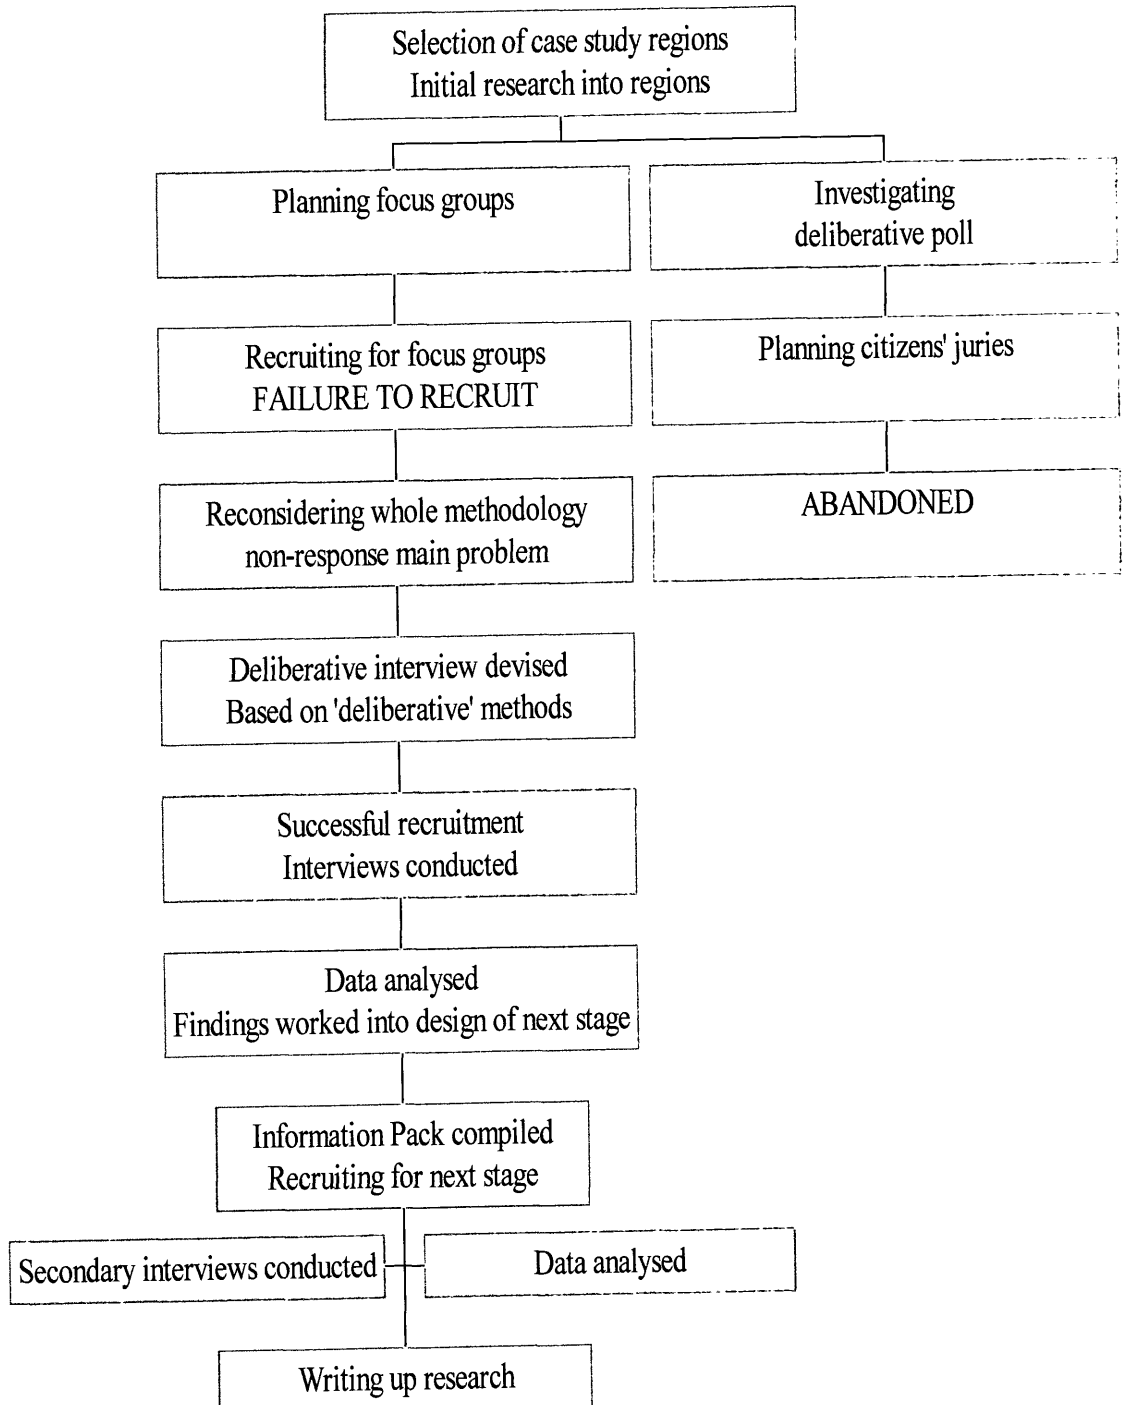 Selection of case study regions
Initial research into regions
Planning focus groups
Investigating
deliberative poll
Recruiting for focus groups
FAILURE TO RECRUIT
Planning citizens' juries
Reconsidering whole methodology
non-response main problem
ABANDONED
Deliberative interview devised
Based on 'deliberative' methods
Successful recruitment
Interviews conducted
Data analysed
Findings worked into design of next stage
Information Pack compiled
Recruiting for next stage
Secondary interviews conducted
Data analysed
Writing up research